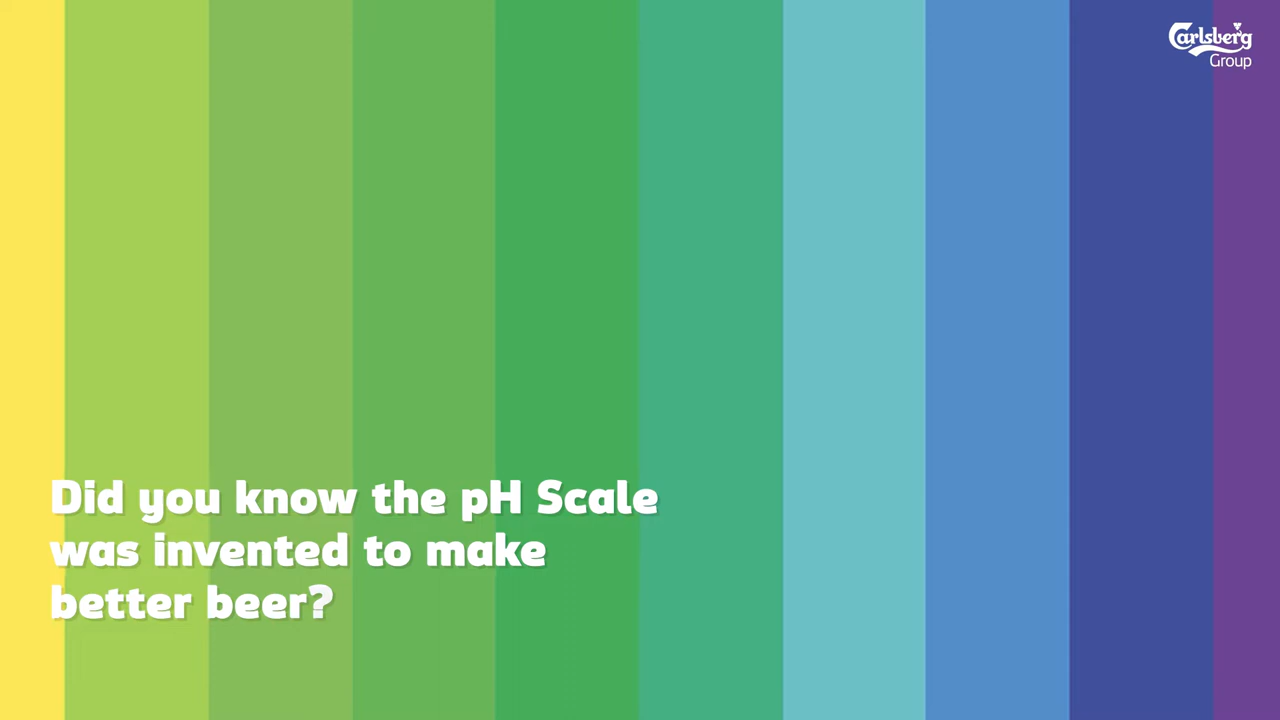 Carlsberg
Group
Did you know the pH Scale
was invented to make
better beer?